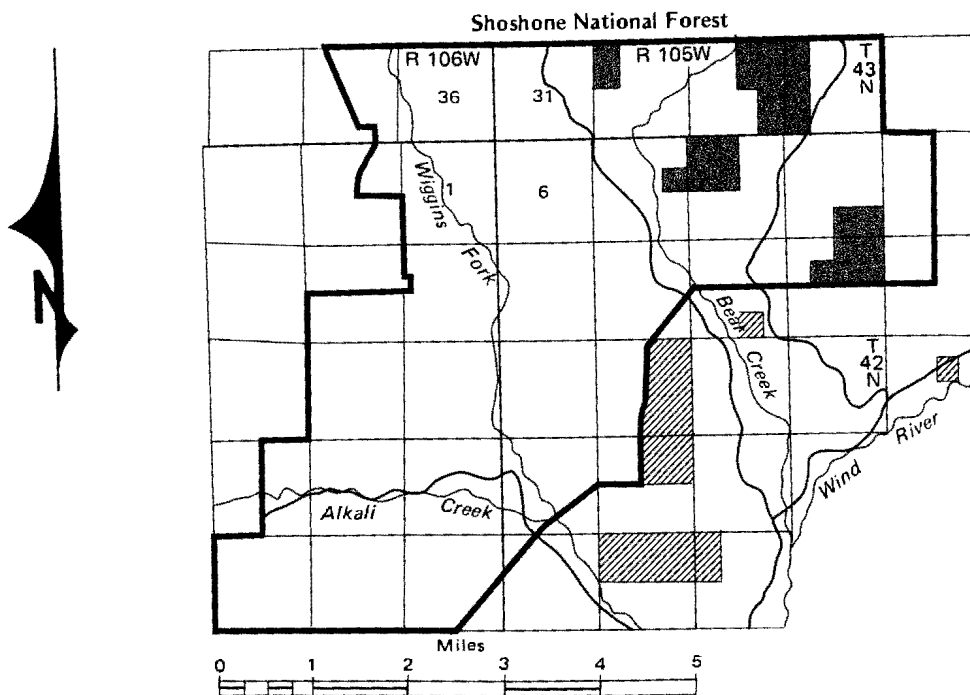 Shoshone National Forest
R 106W
R 105W
T
43
N
36
31
Wiggins
Fork
1
6
N
Bear
Creek
T
42
N
River
Wind
Alkali
Creek
Miles
0 1 2 3 4 5